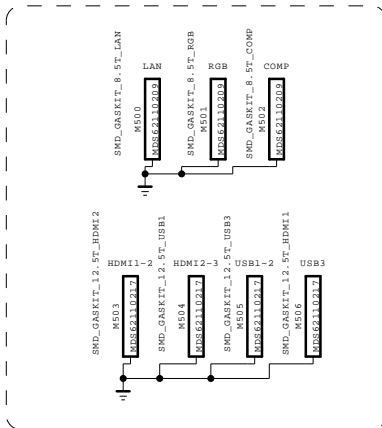 LAN
SMD_GASKIT_8.5T_LAN
M500
MDS62110209
RGB
SMD_GASKIT_8.5T_RGB
M501
MDS62110209
COMP
SMD_GASKIT_8.5T_COMP
M502
MDS62110209
HDMI1-2
SMD_GASKIT_12.5T_HDMI2
M503
MDS62110217
HDMI2-3
SMD_GASKIT_12.5T_USB1
M504
MDS62110217
USB1-2
SMD_GASKIT_12.5T_USB3
M505
MDS62110217
USB3
SMD_GASKIT_12.5T_HDMI1
M506
MDS62110217